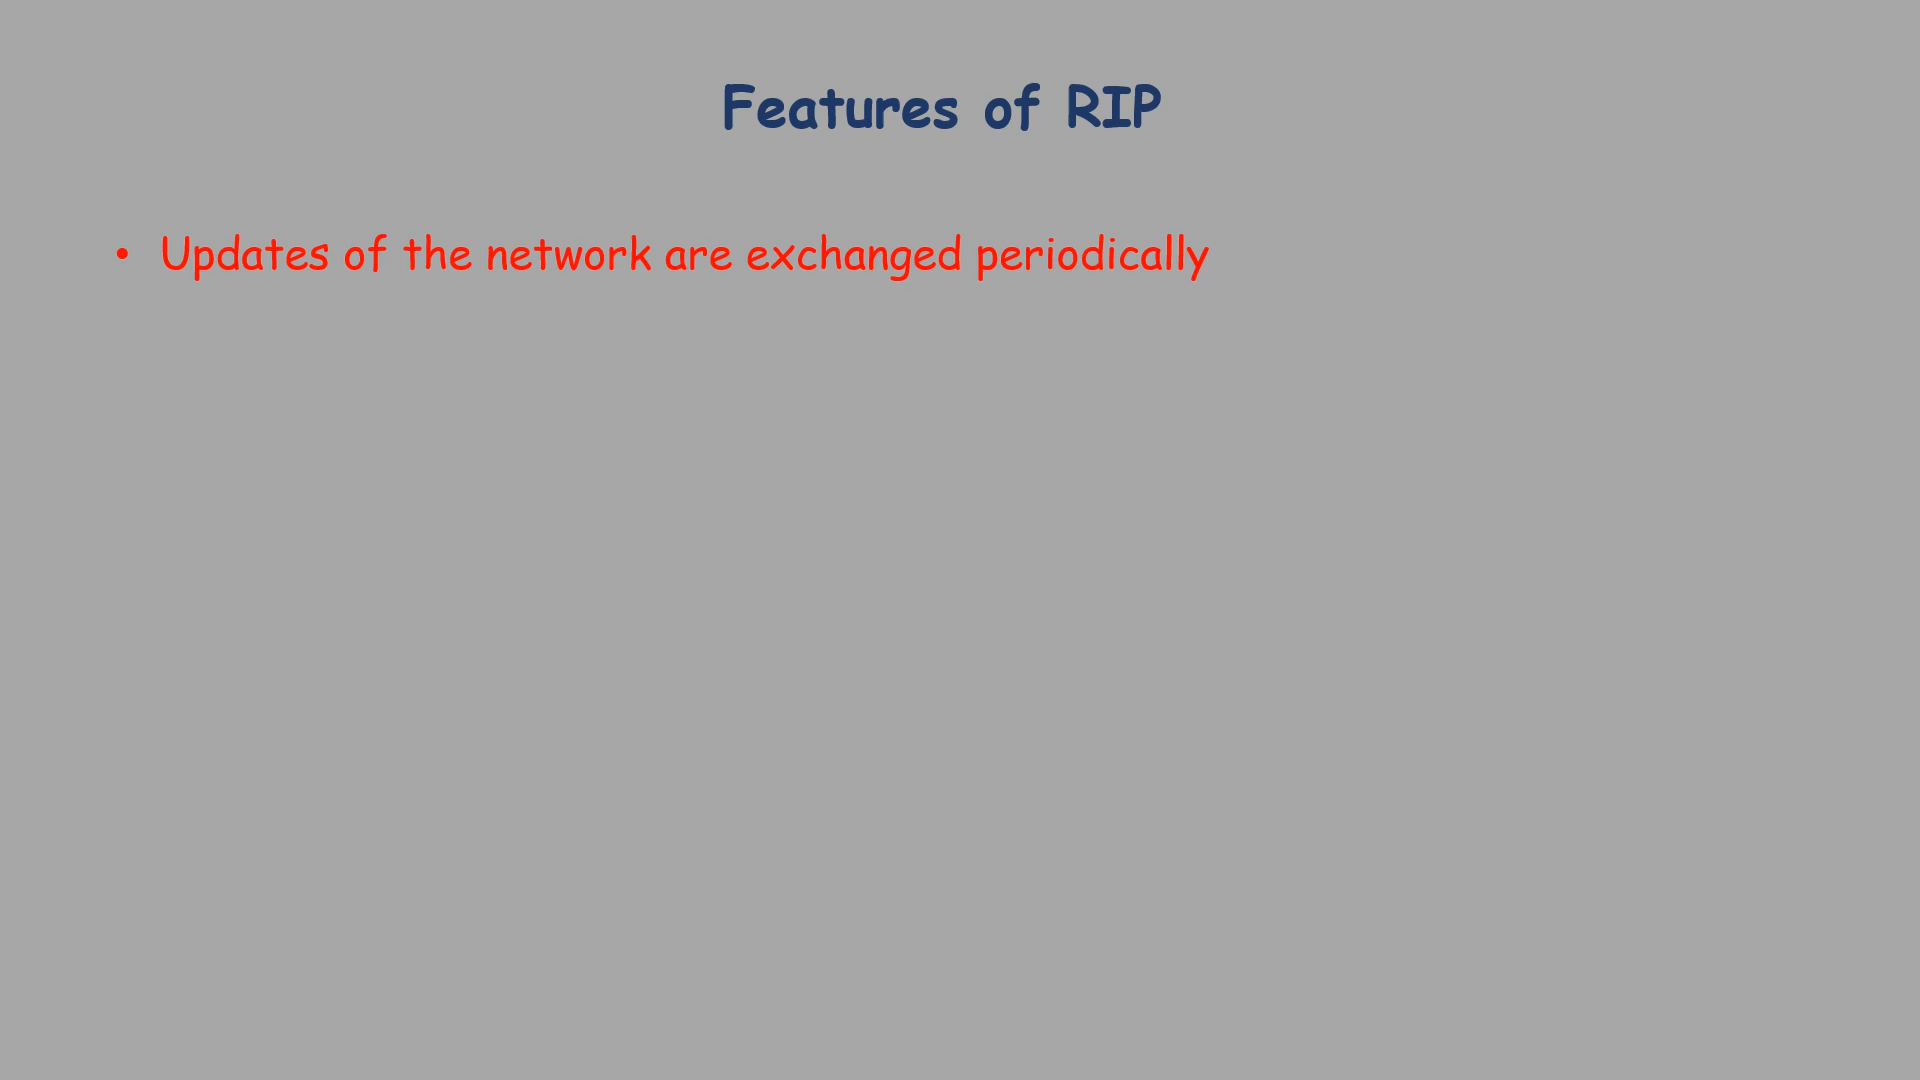 Features of RIP
• Updates of the network are exchanged periodically